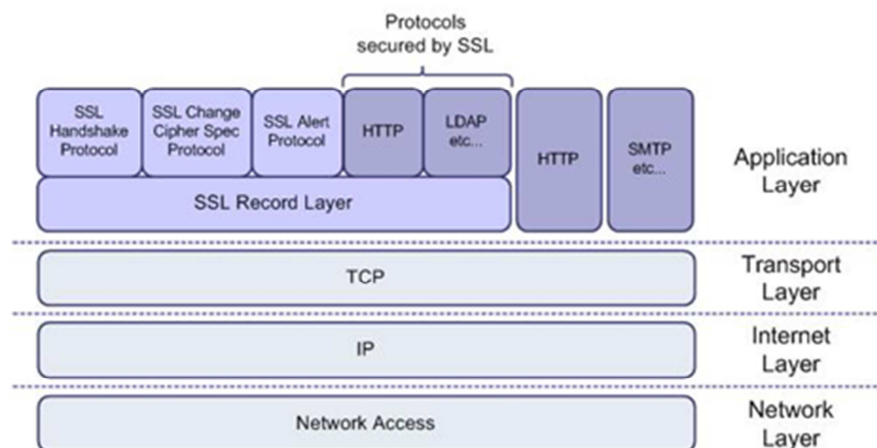 Protocols
secured by SSL
SSL
Handshake
Protocol
SSL Change
Cipher Spec
Protocol
SSL Alert
Protocol
HTTP
LDAP
etc...
HTTP
SMTP
etc...
Application
Layer
SSL Record Layer
TCP
Transport
Layer
IP
Internet
Layer
Network Access
Network
Layer